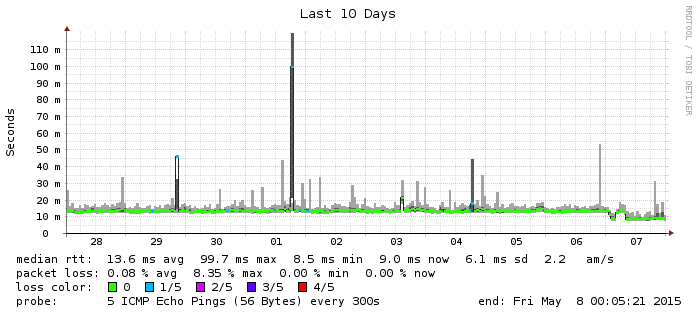 Last 10 Days
RRDTOOL / TOBI OETIKER
Seconds
110 m
100 m
90 m
80 m
70 m
60 m
50 m
40 m
30 m
20 m
10 m
0
28 29 30 01 02 03 04 05 06 07
median rtt: 13.6 ms avg 99.7 ms max 8.5 ms min 9.0 ms now 6.1 ms sd 2.2 am/s
packet loss: 0.08 % avg 8.35 % max 0.00 % min 0.00 % now
loss color: 0 1/5 2/5 3/5 4/5
probe: 5 ICMP Echo Pings (56 Bytes) every 300s end: Fri May 8 00:05:21 2015